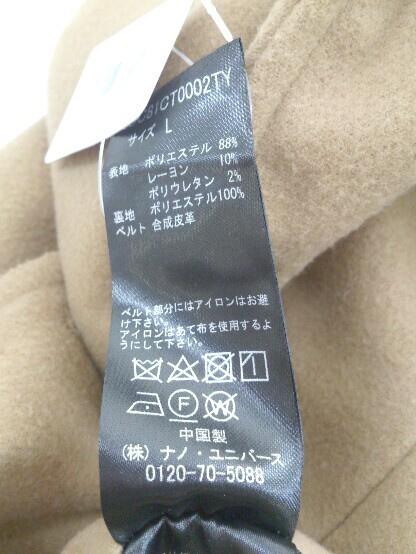 CSICT0002TY
サイズ L
表地 ポリエステル 88%
レーヨン 10%
ポリウレタン 2%
裏地 ポリエステル100%
ベルト 合成皮革
ベルト部分にはアイロンはお避
け下さい。
アイロンはあて布を使用するよ
うにして下さい。
F W
中国製
(株) ナノ・ユニバース
0120-70-5088